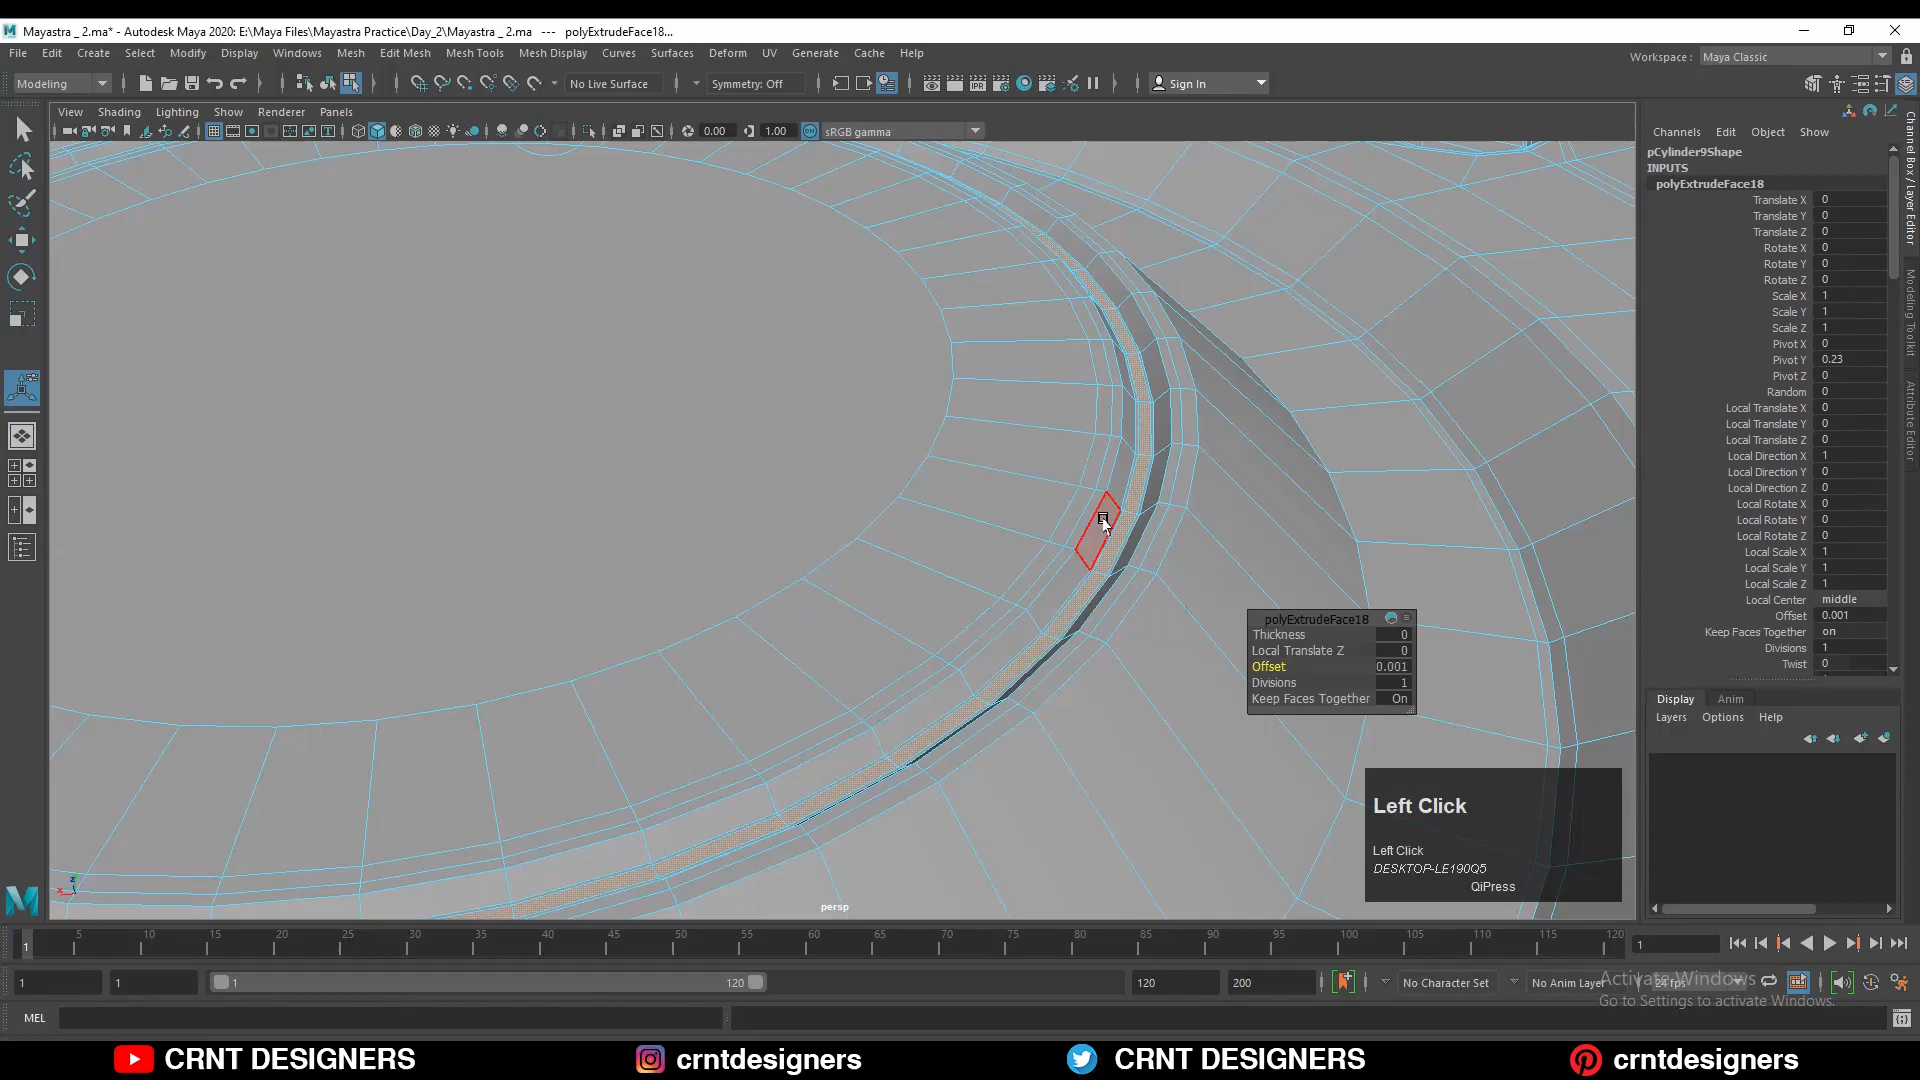 Mayastra _ 2.ma* - Autodesk Maya 2020: E:\Maya Files\Mayastra Practice\Day_2\Mayastra _ 2.ma   ---   polyExtrudeFace18...
File Edit Create Select Modify Display Windows Mesh Edit Mesh Mesh Tools Mesh Display Curves Surfaces Deform UV Generate Cache Help
Workspace : Maya Classic
Modeling
No Live Surface
Symmetry: Off
IPR
Sign In
View Shading Lighting Show Renderer Panels
0.00
1.00
ON
sRGB gamma
Channels Edit Object Show
pCylinder9Shape
INPUTS
polyExtrudeFace18
Translate X 0
Translate Y 0
Translate Z 0
Rotate X 0
Rotate Y 0
Rotate Z 0
Scale X 1
Scale Y 1
Scale Z 1
Pivot X 0
Pivot Y 0.23
Pivot Z 0
Random 0
Local Translate X 0
Local Translate Y 0
Local Translate Z 0
Local Direction X 1
Local Direction Y 0
Local Direction Z 0
Local Rotate X 0
Local Rotate Y 0
Local Rotate Z 0
Local Scale X 1
Local Scale Y 1
Local Scale Z 1
Local Center middle
Offset 0.001
Keep Faces Together on
Divisions 1
Twist 0
Channel Box / Layer Editor
Modeling Toolkit
Attribute Editor
polyExtrudeFace18
Thickness 0
Local Translate Z 0
Offset 0.001
Divisions 1
Keep Faces Together On
Display Anim
Layers Options Help
Left Click
Left Click
DESKTOP-LE190Q5
QiPress
z
x
persp
1
5 10 15 20 25 30 35 40 45 50 55 60 65 70 75 80 85 90 95 100 105 110 115 120
1
1
1
1
120
120
200
No Character Set
No Anim Layer
24 fps
Activate Windows
Go to Settings to activate Windows.
MEL
CRNT DESIGNERS
crntdesigners
CRNT DESIGNERS
crntdesigners